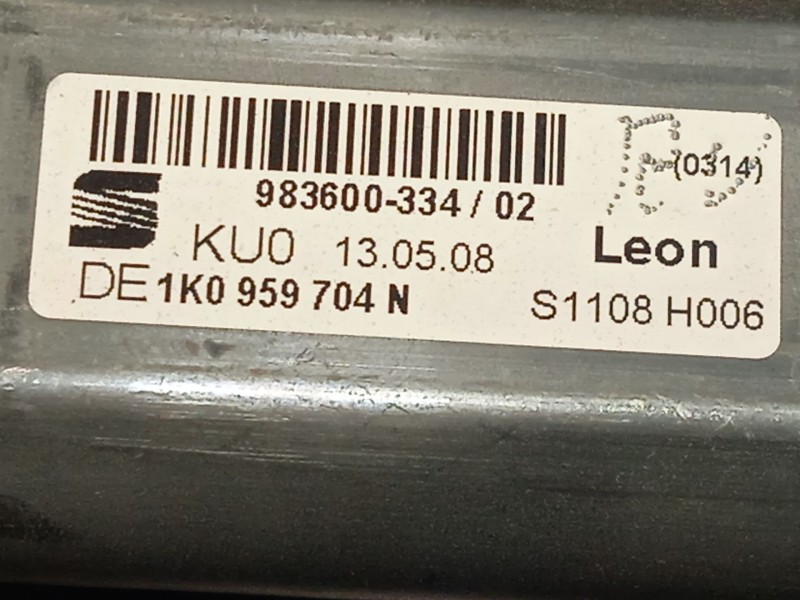 (0314)
983600-334 / 02
KU0 13.05.08 Leon
DE 1K0 959 704 N S1108 H006